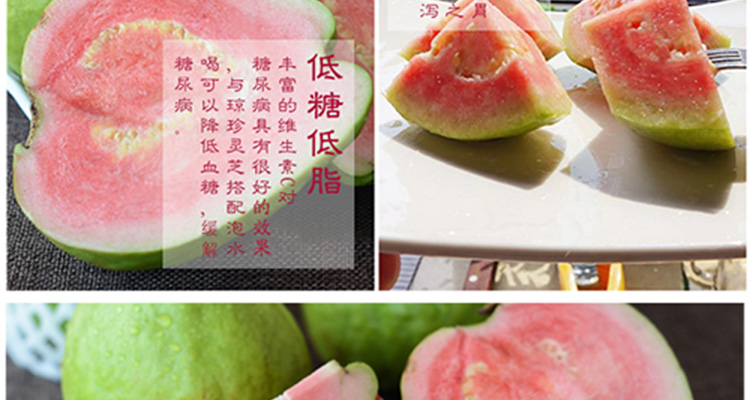 低糖低脂
丰富的维生素C对
糖尿病具有很好的效果
，与琼珍灵芝搭配泡水
喝可以降低血糖，缓解
糖尿病。
泻之胃